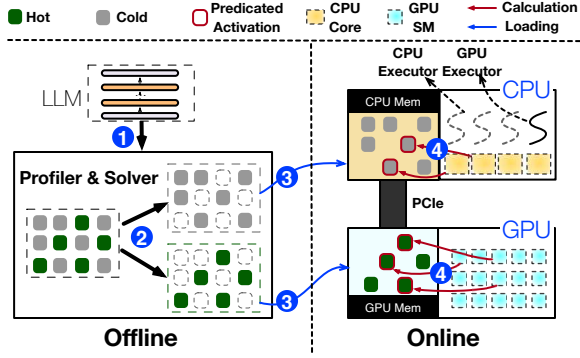 Hot
Cold
Predicated
Activation
CPU
Core
GPU
SM
Calculation
Loading
LLM
1
Profiler & Solver
2
3
3
Offline
CPU
Executor
GPU
Executor
CPU Mem
CPU
4
PCIe
GPU
4
GPU Mem
Online